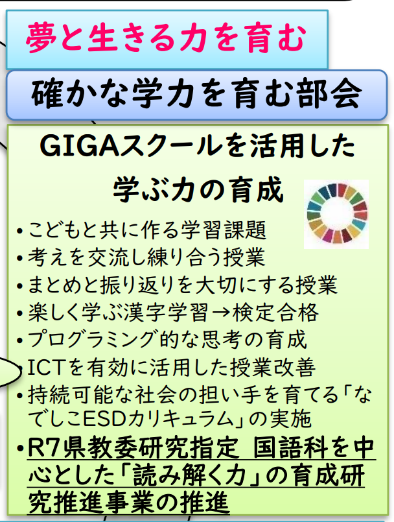 夢と生きる力を育む
確かな学力を育む部会
GIGAスクールを活用した
学ぶ力の育成
•こどもと共に作る学習課題
•考えを交流し練り合う授業
•まとめと振り返りを大切にする授業
•楽しく学ぶ漢字学習→検定合格
•プログラミング的な思考の育成
•ICTを有効に活用した授業改善
•持続可能な社会の担い手を育てる「な
でしこESDカリキュラム」の実施
•R7県教委研究指定 国語科を中
心とした「読み解く力」の育成研
究推進事業の推進